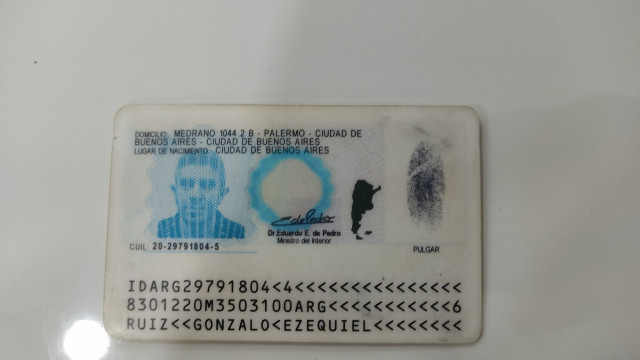 DOMICILIO: MEDRANO 1044 2 B - PALERMO - CIUDAD DE
BUENOS AIRES - CIUDAD DE BUENOS AIRES
LUGAR DE NACIMIENTO: CIUDAD DE BUENOS AIRES
EdePedro
Dr.Eduardo E. de Pedro
Ministro del Interior
CUIL: 20-29791804-5
PULGAR
IDARG29791804<4<<<<<<<<<<<<<<<
8301220M3503100ARG<<<<<<<<<<<6
RUIZ<<GONZALO<EZEQUIEL<<<<<<<<